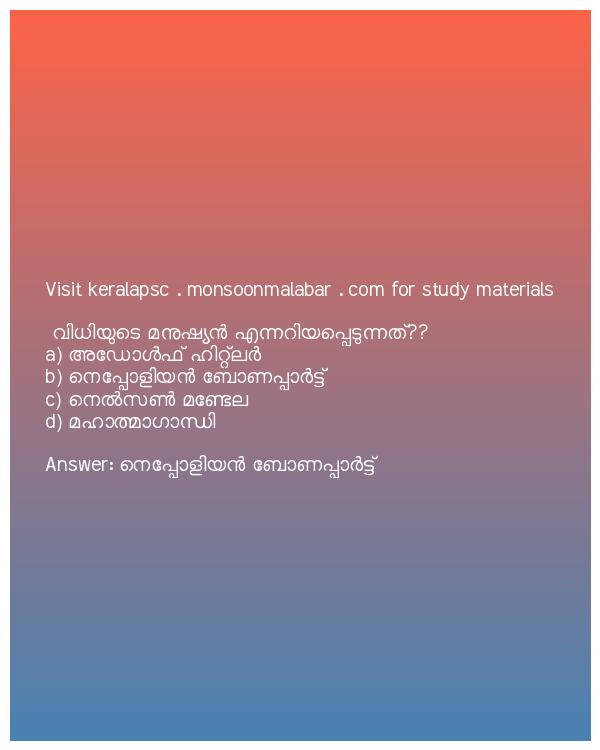 Visit keralapsc . monsoonmalabar . com for study materials
വിധിയുടെ മനുഷ്യൻ എന്നറിയപ്പെടുന്നത്??
a) അഡോൾഫ് ഹിറ്റ്ലർ
b) നെപ്പോളിയൻ ബോണപ്പാർട്ട്
c) നെൽസൺ മണ്ടേല
d) മഹാത്മാഗാന്ധി
Answer: നെപ്പോളിയൻ ബോണപ്പാർട്ട്